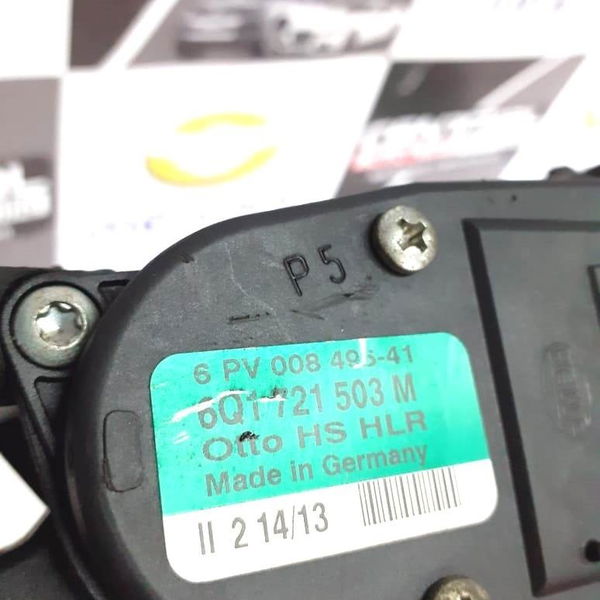 P5
6 PV 008 495-41
6Q1 721 503 M
Otto HS HLR
Made in Germany
II 2 14/13